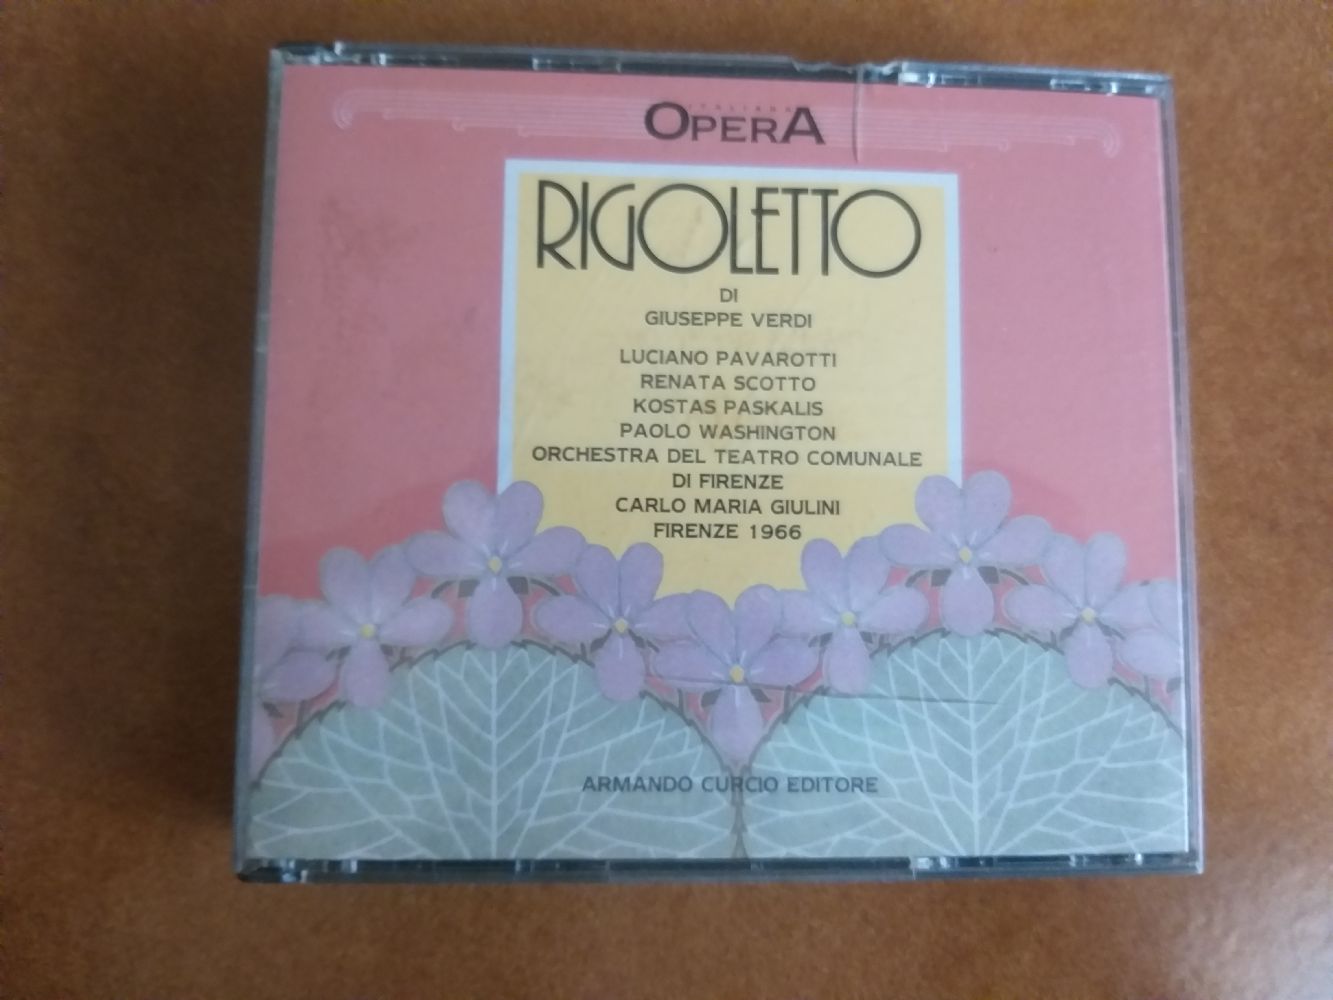 ITALIANA
OPERA
RIGOLETTO
DI
GIUSEPPE VERDI
LUCIANO PAVAROTTI
RENATA SCOTTO
KOSTAS PASKALIS
PAOLO WASHINGTON
ORCHESTRA DEL TEATRO COMUNALE
DI FIRENZE
CARLO MARIA GIULINI
FIRENZE 1966
ARMANDO CURCIO EDITORE